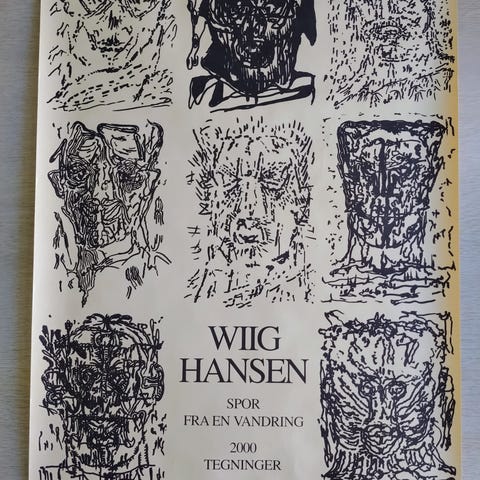 WIIG
HANSEN
SPOR
FRA EN VANDRING
2000
TEGNINGER